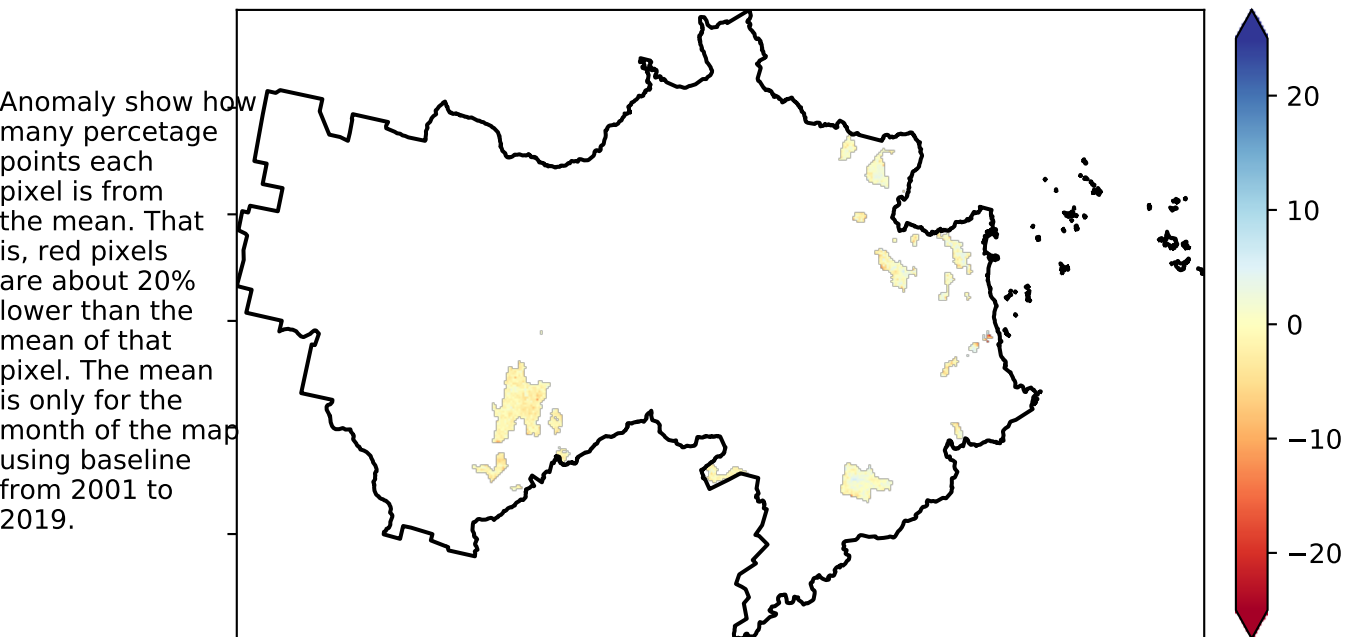 Anomaly show how
many percetage
points each
pixel is from
the mean. That
is, red pixels
are about 20%
lower than the
mean of that
pixel. The mean
is only for the
month of the map
using baseline
from 2001 to
2019.
20
10
0
−10
−20